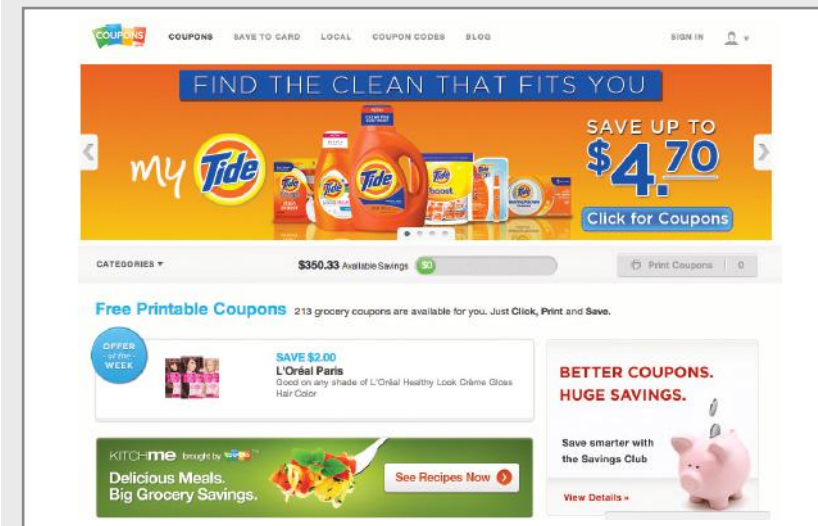 COUPONS
COUPONS SAVE TO CARD LOCAL COUPON CODES BLOG SIGN IN
FIND THE CLEAN THAT FITS YOU
my Tide
SAVE UP TO
$4.70
Click for Coupons
CATEGORIES $350.33 Available Savings $0 Print Coupons 0
Free Printable Coupons 213 grocery coupons are available for you. Just Click, Print and Save.
OFFER
- of the -
WEEK
SAVE $2.00
L'Oréal Paris
Good on any shade of L'Oréal Healthy Look Crème Gloss
Hair Color
BETTER COUPONS.
HUGE SAVINGS.
Save smarter with
the Savings Club
View Details »
KITCHme brought by COUPONS
Delicious Meals.
Big Grocery Savings.
See Recipes Now